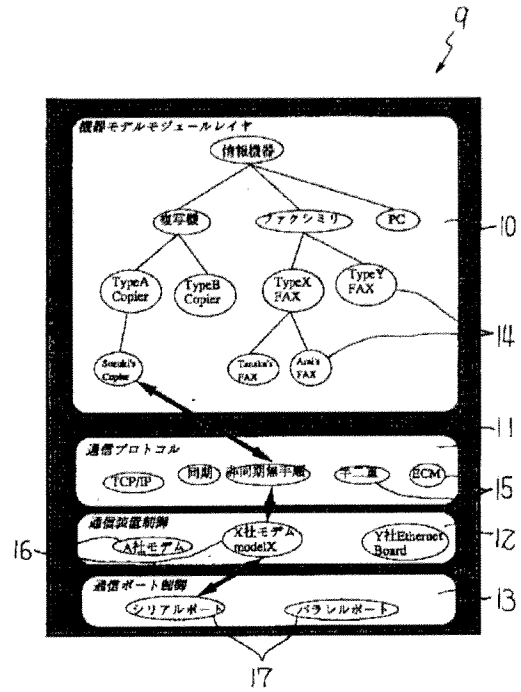 9
機器モデルモジュールレイヤ
情報機器
複写機
ファクシミリ
PC
10
TypeA
Copier
TypeB
Copier
TypeX
FAX
TypeY
FAX
14
Suzuki's
Copier
Tanaka's
FAX
Arai's
FAX
11
通信プロトコル
TCP/IP
同期
非同期無手順
半二重
ECM
15
通信装置制御
16
A社モデム
X社モデム
modelX
Y社Ethernet
Board
12
通信ポート制御
シリアルポート
パラレルポート
13
17